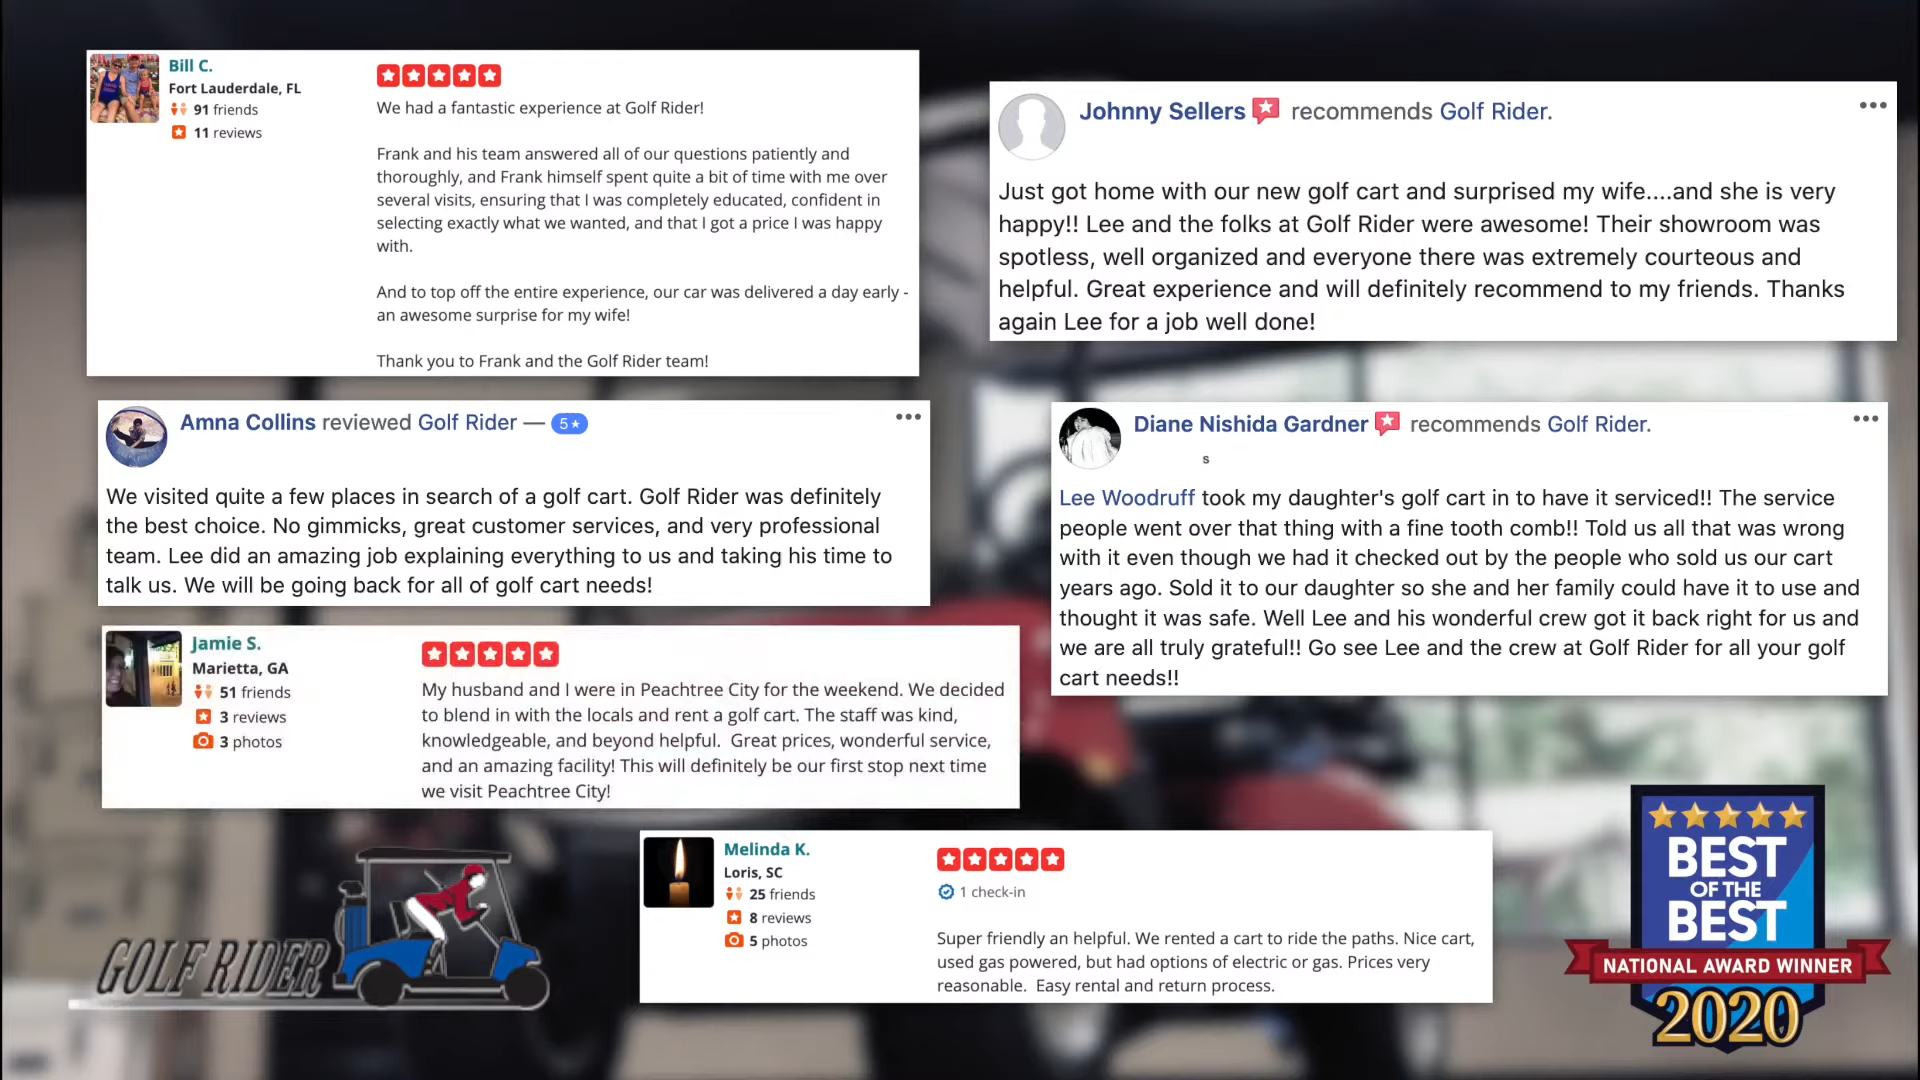 Bill C.
Fort Lauderdale, FL
91 friends
11 reviews
We had a fantastic experience at Golf Rider!
Frank and his team answered all of our questions patiently and
thoroughly, and Frank himself spent quite a bit of time with me over
several visits, ensuring that I was completely educated, confident in
selecting exactly what we wanted, and that I got a price I was happy
with.
And to top off the entire experience, our car was delivered a day early -
an awesome surprise for my wife!
Thank you to Frank and the Golf Rider team!
Johnny Sellers recommends Golf Rider.
Just got home with our new golf cart and surprised my wife....and she is very
happy!! Lee and the folks at Golf Rider were awesome! Their showroom was
spotless, well organized and everyone there was extremely courteous and
helpful. Great experience and will definitely recommend to my friends. Thanks
again Lee for a job well done!
Amna Collins reviewed Golf Rider — 5★
We visited quite a few places in search of a golf cart. Golf Rider was definitely
the best choice. No gimmicks, great customer services, and very professional
team. Lee did an amazing job explaining everything to us and taking his time to
talk us. We will be going back for all of golf cart needs!
Diane Nishida Gardner recommends Golf Rider.
s
Lee Woodruff took my daughter's golf cart in to have it serviced!! The service
people went over that thing with a fine tooth comb!! Told us all that was wrong
with it even though we had it checked out by the people who sold us our cart
years ago. Sold it to our daughter so she and her family could have it to use and
thought it was safe. Well Lee and his wonderful crew got it back right for us and
we are all truly grateful!! Go see Lee and the crew at Golf Rider for all your golf
cart needs!!
Jamie S.
Marietta, GA
51 friends
3 reviews
3 photos
My husband and I were in Peachtree City for the weekend. We decided
to blend in with the locals and rent a golf cart. The staff was kind,
knowledgeable, and beyond helpful.  Great prices, wonderful service,
and an amazing facility! This will definitely be our first stop next time
we visit Peachtree City!
Melinda K.
Loris, SC
25 friends
8 reviews
5 photos
1 check-in
Super friendly an helpful. We rented a cart to ride the paths. Nice cart,
used gas powered, but had options of electric or gas. Prices very
reasonable.  Easy rental and return process.
GOLF RIDER
BEST
OF THE
BEST
NATIONAL AWARD WINNER
2020